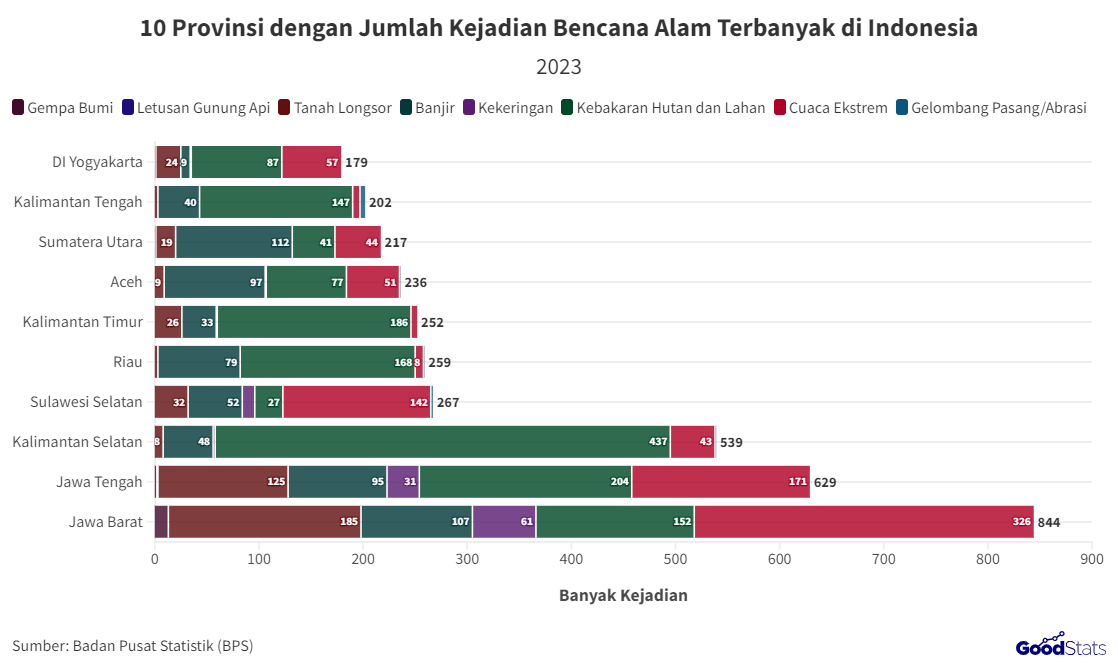 10 Provinsi dengan Jumlah Kejadian Bencana Alam Terbanyak di Indonesia
2023
Gempa Bumi Letusan Gunung Api Tanah Longsor Banjir Kekeringan Kebakaran Hutan dan Lahan Cuaca Ekstrem Gelombang Pasang/Abrasi
DI Yogyakarta 24 9 87 57 179
Kalimantan Tengah 40 147 202
Sumatera Utara 19 112 41 44 217
Aceh 9 97 77 51 236
Kalimantan Timur 26 33 186 252
Riau 79 168 8 259
Sulawesi Selatan 32 52 27 142 267
Kalimantan Selatan 8 48 437 43 539
Jawa Tengah 125 95 31 204 171 629
Jawa Barat 185 107 61 152 326 844
0 100 200 300 400 500 600 700 800 900
Banyak Kejadian
Sumber: Badan Pusat Statistik (BPS)
GoodStats